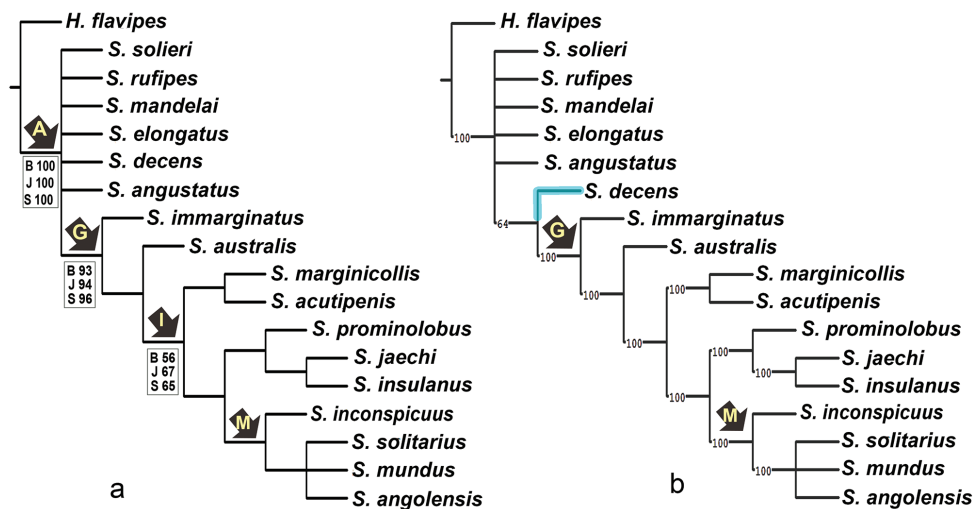 H. flavipes
S. solieri
S. rufipes
S. mandelai
A
S. elongatus
S. decens
B 100
J 100
S 100
S. angustatus
S. immarginatus
G
S. australis
B 93
J 94
S 96
S. marginicollis
S. acutipenis
I
S. prominolobus
B 56
J 67
S 65
S. jaechi
S. insulanus
M
S. inconspicuus
S. solitarius
S. mundus
S. angolensis
a
H. flavipes
S. solieri
S. rufipes
S. mandelai
100
S. elongatus
S. angustatus
S. decens
64
S. immarginatus
G
100
S. australis
100
S. marginicollis
100
S. acutipenis
S. prominolobus
100
100
S. jaechi
100
S. insulanus
100
M
S. inconspicuus
100
S. solitarius
100
S. mundus
S. angolensis
b